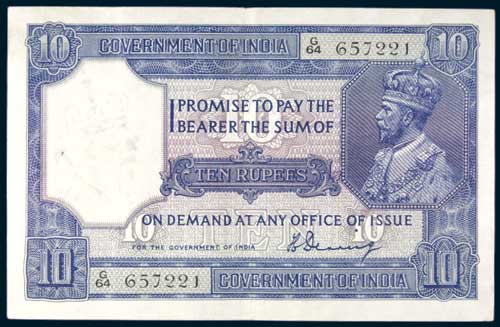 10 GOVERNMENT OF INDIA G/64 657221 10
I PROMISE TO PAY THE
BEARER THE SUM OF
10
TEN RUPEES
ON DEMAND AT ANY OFFICE OF ISSUE
10 TEN 10
FOR THE GOVERNMENT OF INDIA
10 G/64 657221 GOVERNMENT OF INDIA 10